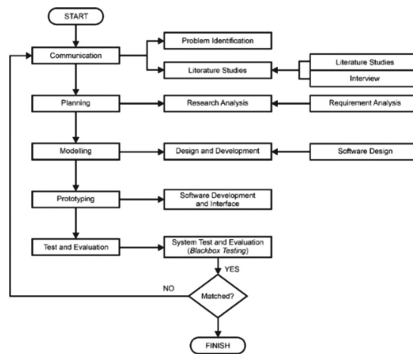 START
Communication
Problem Identification
Literature Studies
Literature Studies
Interview
Planning
Research Analysis
Requirement Analysis
Modelling
Design and Development
Software Design
Prototyping
Software Development
and Interface
Test and Evaluation
System Test and Evaluation
(Blackbox Testing)
YES
NO
Matched?
FINISH